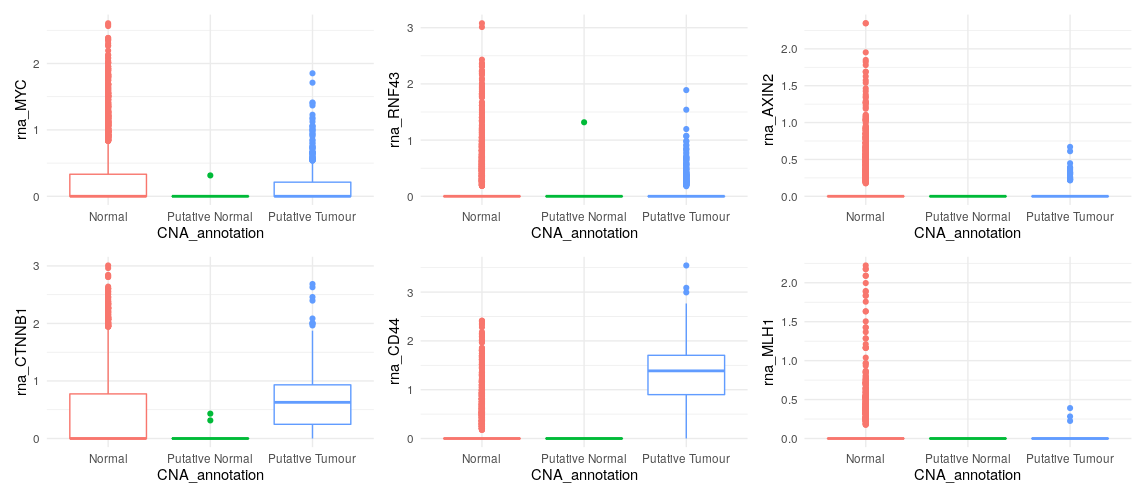 rna_MYC
2
1
0
Normal
Putative Normal
Putative Tumour
CNA_annotation
rna_RNF43
3
2
1
0
Normal
Putative Normal
Putative Tumour
CNA_annotation
rna_AXIN2
2.0
1.5
1.0
0.5
0.0
Normal
Putative Normal
Putative Tumour
CNA_annotation
rna_CTNNB1
3
2
1
0
Normal
Putative Normal
Putative Tumour
CNA_annotation
rna_CD44
3
2
1
0
Normal
Putative Normal
Putative Tumour
CNA_annotation
rna_MLH1
2.0
1.5
1.0
0.5
0.0
Normal
Putative Normal
Putative Tumour
CNA_annotation